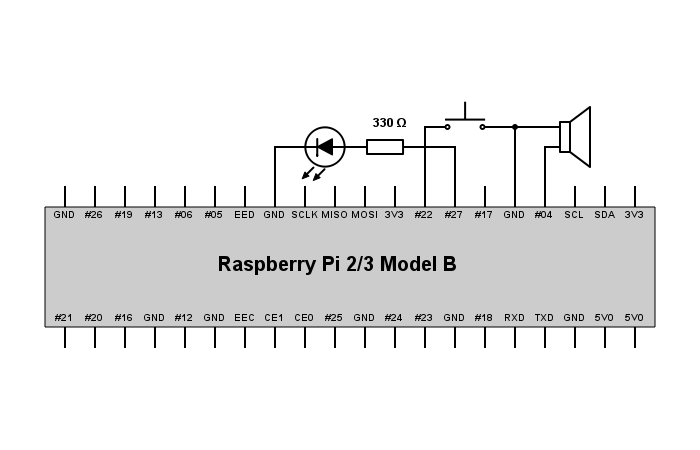 330 Ω
GND #26 #19 #13 #06 #05 EED GND SCLK MISO MOSI 3V3 #22 #27 #17 GND #04 SCL SDA 3V3
Raspberry Pi 2/3 Model B
#21 #20 #16 GND #12 GND EEC CE1 CE0 #25 GND #24 #23 GND #18 RXD TXD GND 5V0 5V0